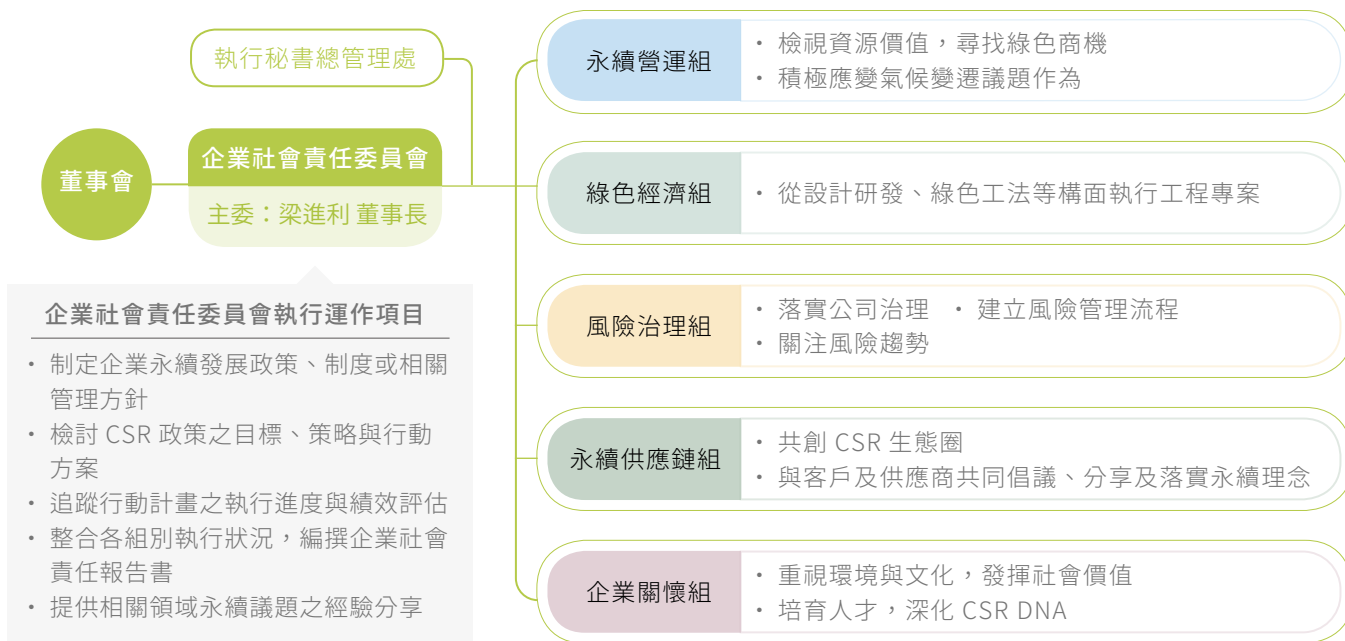 執行秘書總管理處
董事會
企業社會責任委員會
主委：梁進利 董事長
企業社會責任委員會執行運作項目
・ 制定企業永續發展政策、制度或相關
管理方針
・ 檢討 CSR 政策之目標、策略與行動
方案
・ 追蹤行動計畫之執行進度與績效評估
・ 整合各組別執行狀況，編撰企業社會
責任報告書
・ 提供相關領域永續議題之經驗分享
永續營運組
・ 檢視資源價值，尋找綠色商機
・ 積極應變氣候變遷議題作為
綠色經濟組
・ 從設計研發、綠色工法等構面執行工程專案
風險治理組
・ 落實公司治理 ・ 建立風險管理流程
・ 關注風險趨勢
永續供應鏈組
・ 共創 CSR 生態圈
・ 與客戶及供應商共同倡議、分享及落實永續理念
企業關懷組
・ 重視環境與文化，發揮社會價值
・ 培育人才，深化 CSR DNA